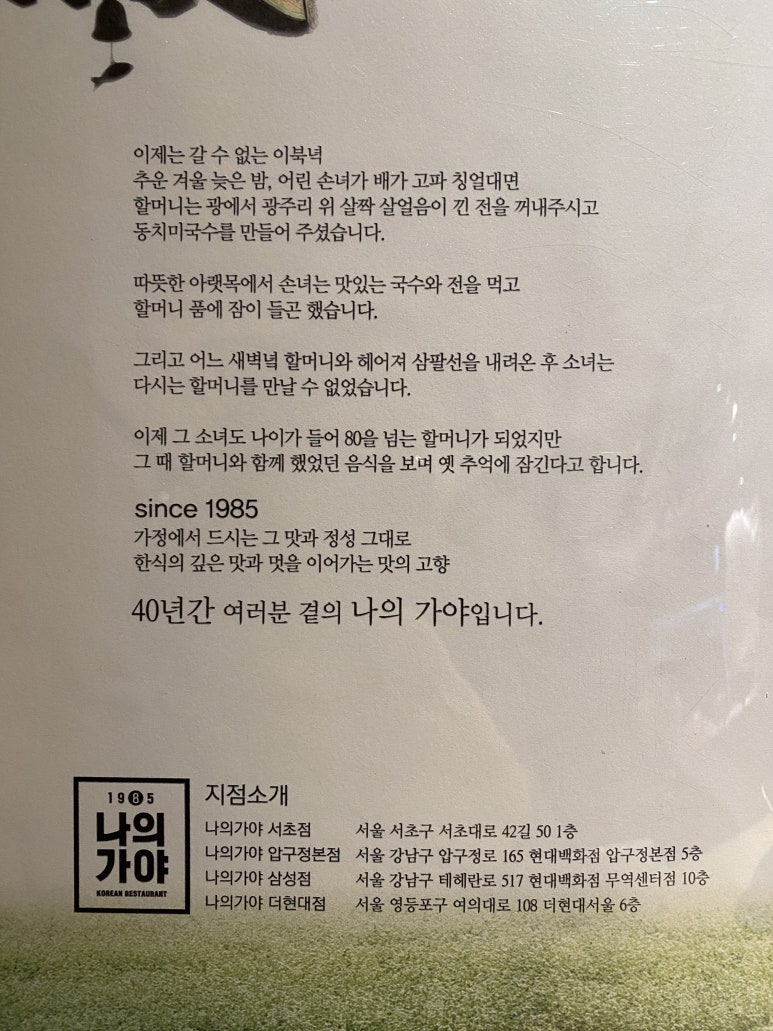 이제는 갈 수 없는 이북녘
추운 겨울 늦은 밤, 어린 손녀가 배가 고파 칭얼대면
할머니는 광에서 광주리 위 살짝 살얼음이 낀 전을 꺼내주시고
동치미국수를 만들어 주셨습니다.
따뜻한 아랫목에서 손녀는 맛있는 국수와 전을 먹고
할머니 품에 잠이 들곤 했습니다.
그리고 어느 새벽녘 할머니와 헤어져 삼팔선을 내려온 후 소녀는
다시는 할머니를 만날 수 없었습니다.
이제 그 소녀도 나이가 들어 80을 넘는 할머니가 되었지만
그 때 할머니와 함께 했었던 음식을 보며 옛 추억에 잠긴다고 합니다.
since 1985
가정에서 드시는 그 맛과 정성 그대로
한식의 깊은 맛과 멋을 이어가는 맛의 고향
40년간 여러분 곁의 나의 가야입니다.
1985
나의
가야
KOREAN RESTAURANT
지점소개
나의가야 서초점 서울 서초구 서초대로 42길 50 1층
나의가야 압구정본점 서울 강남구 압구정로 165 현대백화점 압구정본점 5층
나의가야 삼성점 서울 강남구 테헤란로 517 현대백화점 무역센터점 10층
나의가야 더현대점 서울 영등포구 여의대로 108 더현대서울 6층